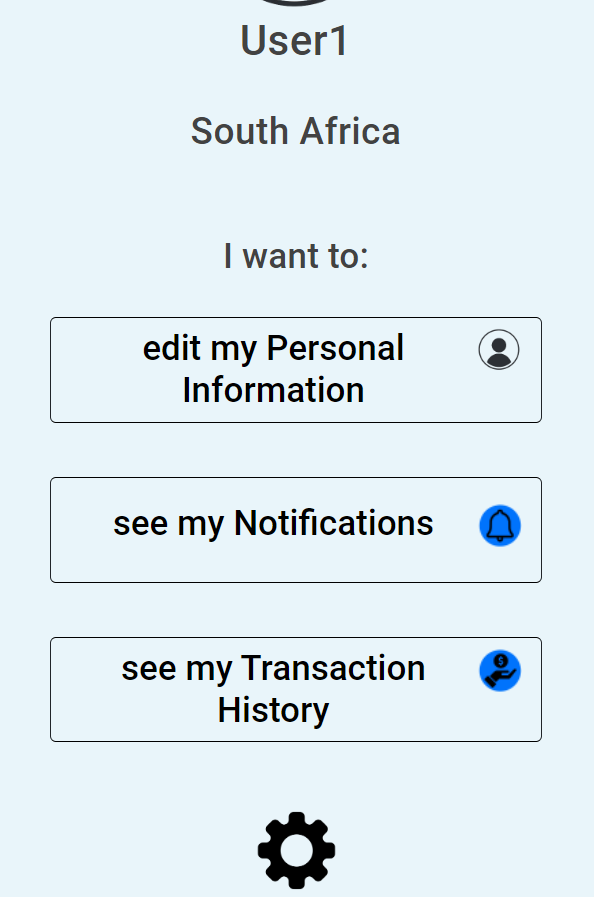 User1
South Africa
I want to:
edit my Personal
Information
see my Notifications
see my Transaction
History
$